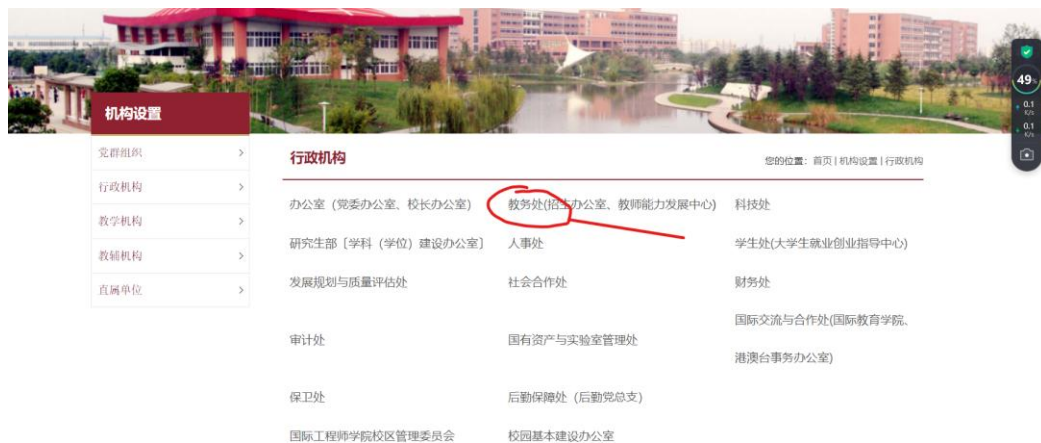 机构设置
党群组织
行政机构
教学机构
教辅机构
直属单位
行政机构
您的位置：首页 | 机构设置 | 行政机构
办公室（党委办公室、校长办公室）
教务处(招生办公室、教师能力发展中心)
科技处
研究生部〔学科（学位）建设办公室〕
人事处
学生处(大学生就业创业指导中心)
发展规划与质量评估处
社会合作处
财务处
审计处
国有资产与实验室管理处
国际交流与合作处(国际教育学院、
港澳台事务办公室)
保卫处
后勤保障处（后勤党总支）
国际工程师学院校区管理委员会
校园基本建设办公室
49%
0.1
K/s
0.1
K/s